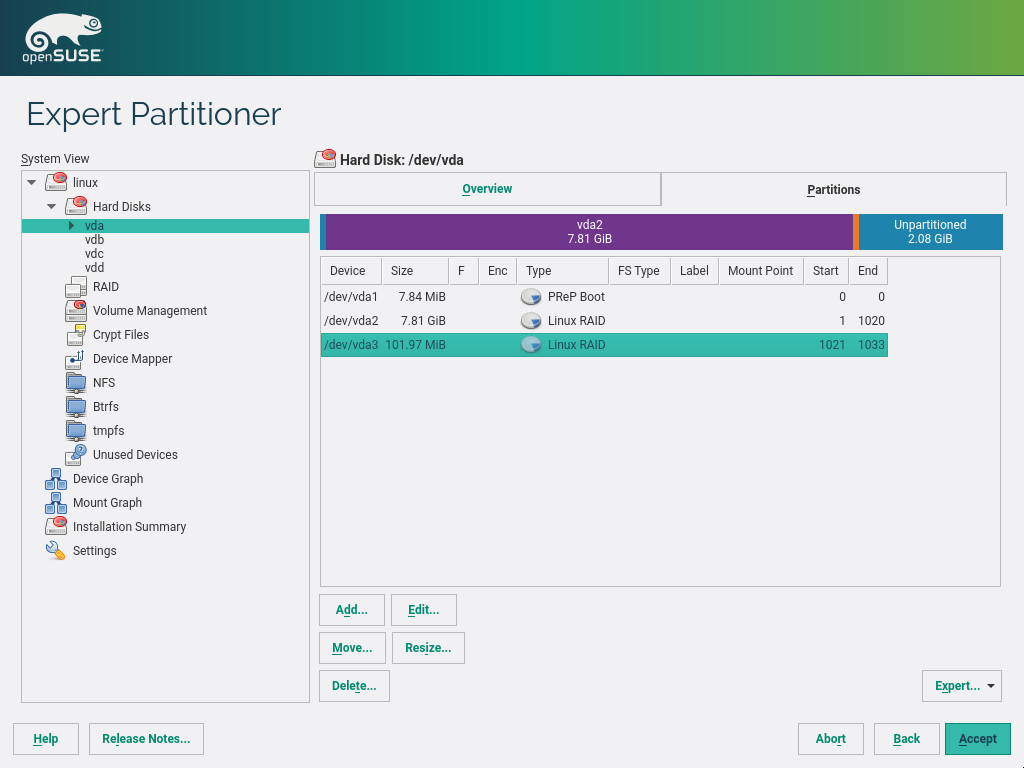 openSUSE
Expert Partitioner
System View
linux
Hard Disks
vda
vdb
vdc
vdd
RAID
Volume Management
Crypt Files
Device Mapper
NFS
Btrfs
tmpfs
Unused Devices
Device Graph
Mount Graph
Installation Summary
Settings
Hard Disk: /dev/vda
Overview Partitions
vda2 Unpartitioned
7.81 GiB 2.08 GiB
Device Size F Enc Type FS Type Label Mount Point Start End
/dev/vda1 7.84 MiB PReP Boot 0 0
/dev/vda2 7.81 GiB Linux RAID 1 1020
/dev/vda3 101.97 MiB Linux RAID 1021 1033
Add... Edit...
Move... Resize...
Delete... Expert...
Help Release Notes... Abort Back Accept